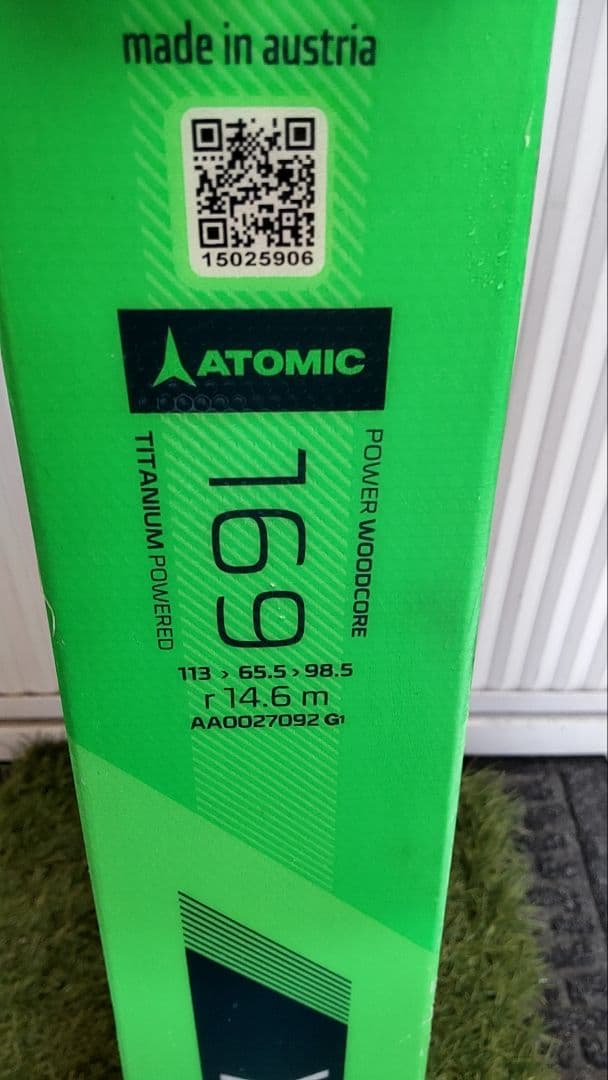 made in austria
15025906
ATOMIC
TITANIUM POWERED
169
POWER WOODCORE
113 > 65.5 > 98.5
r 14.6 m
AA0027092 G1